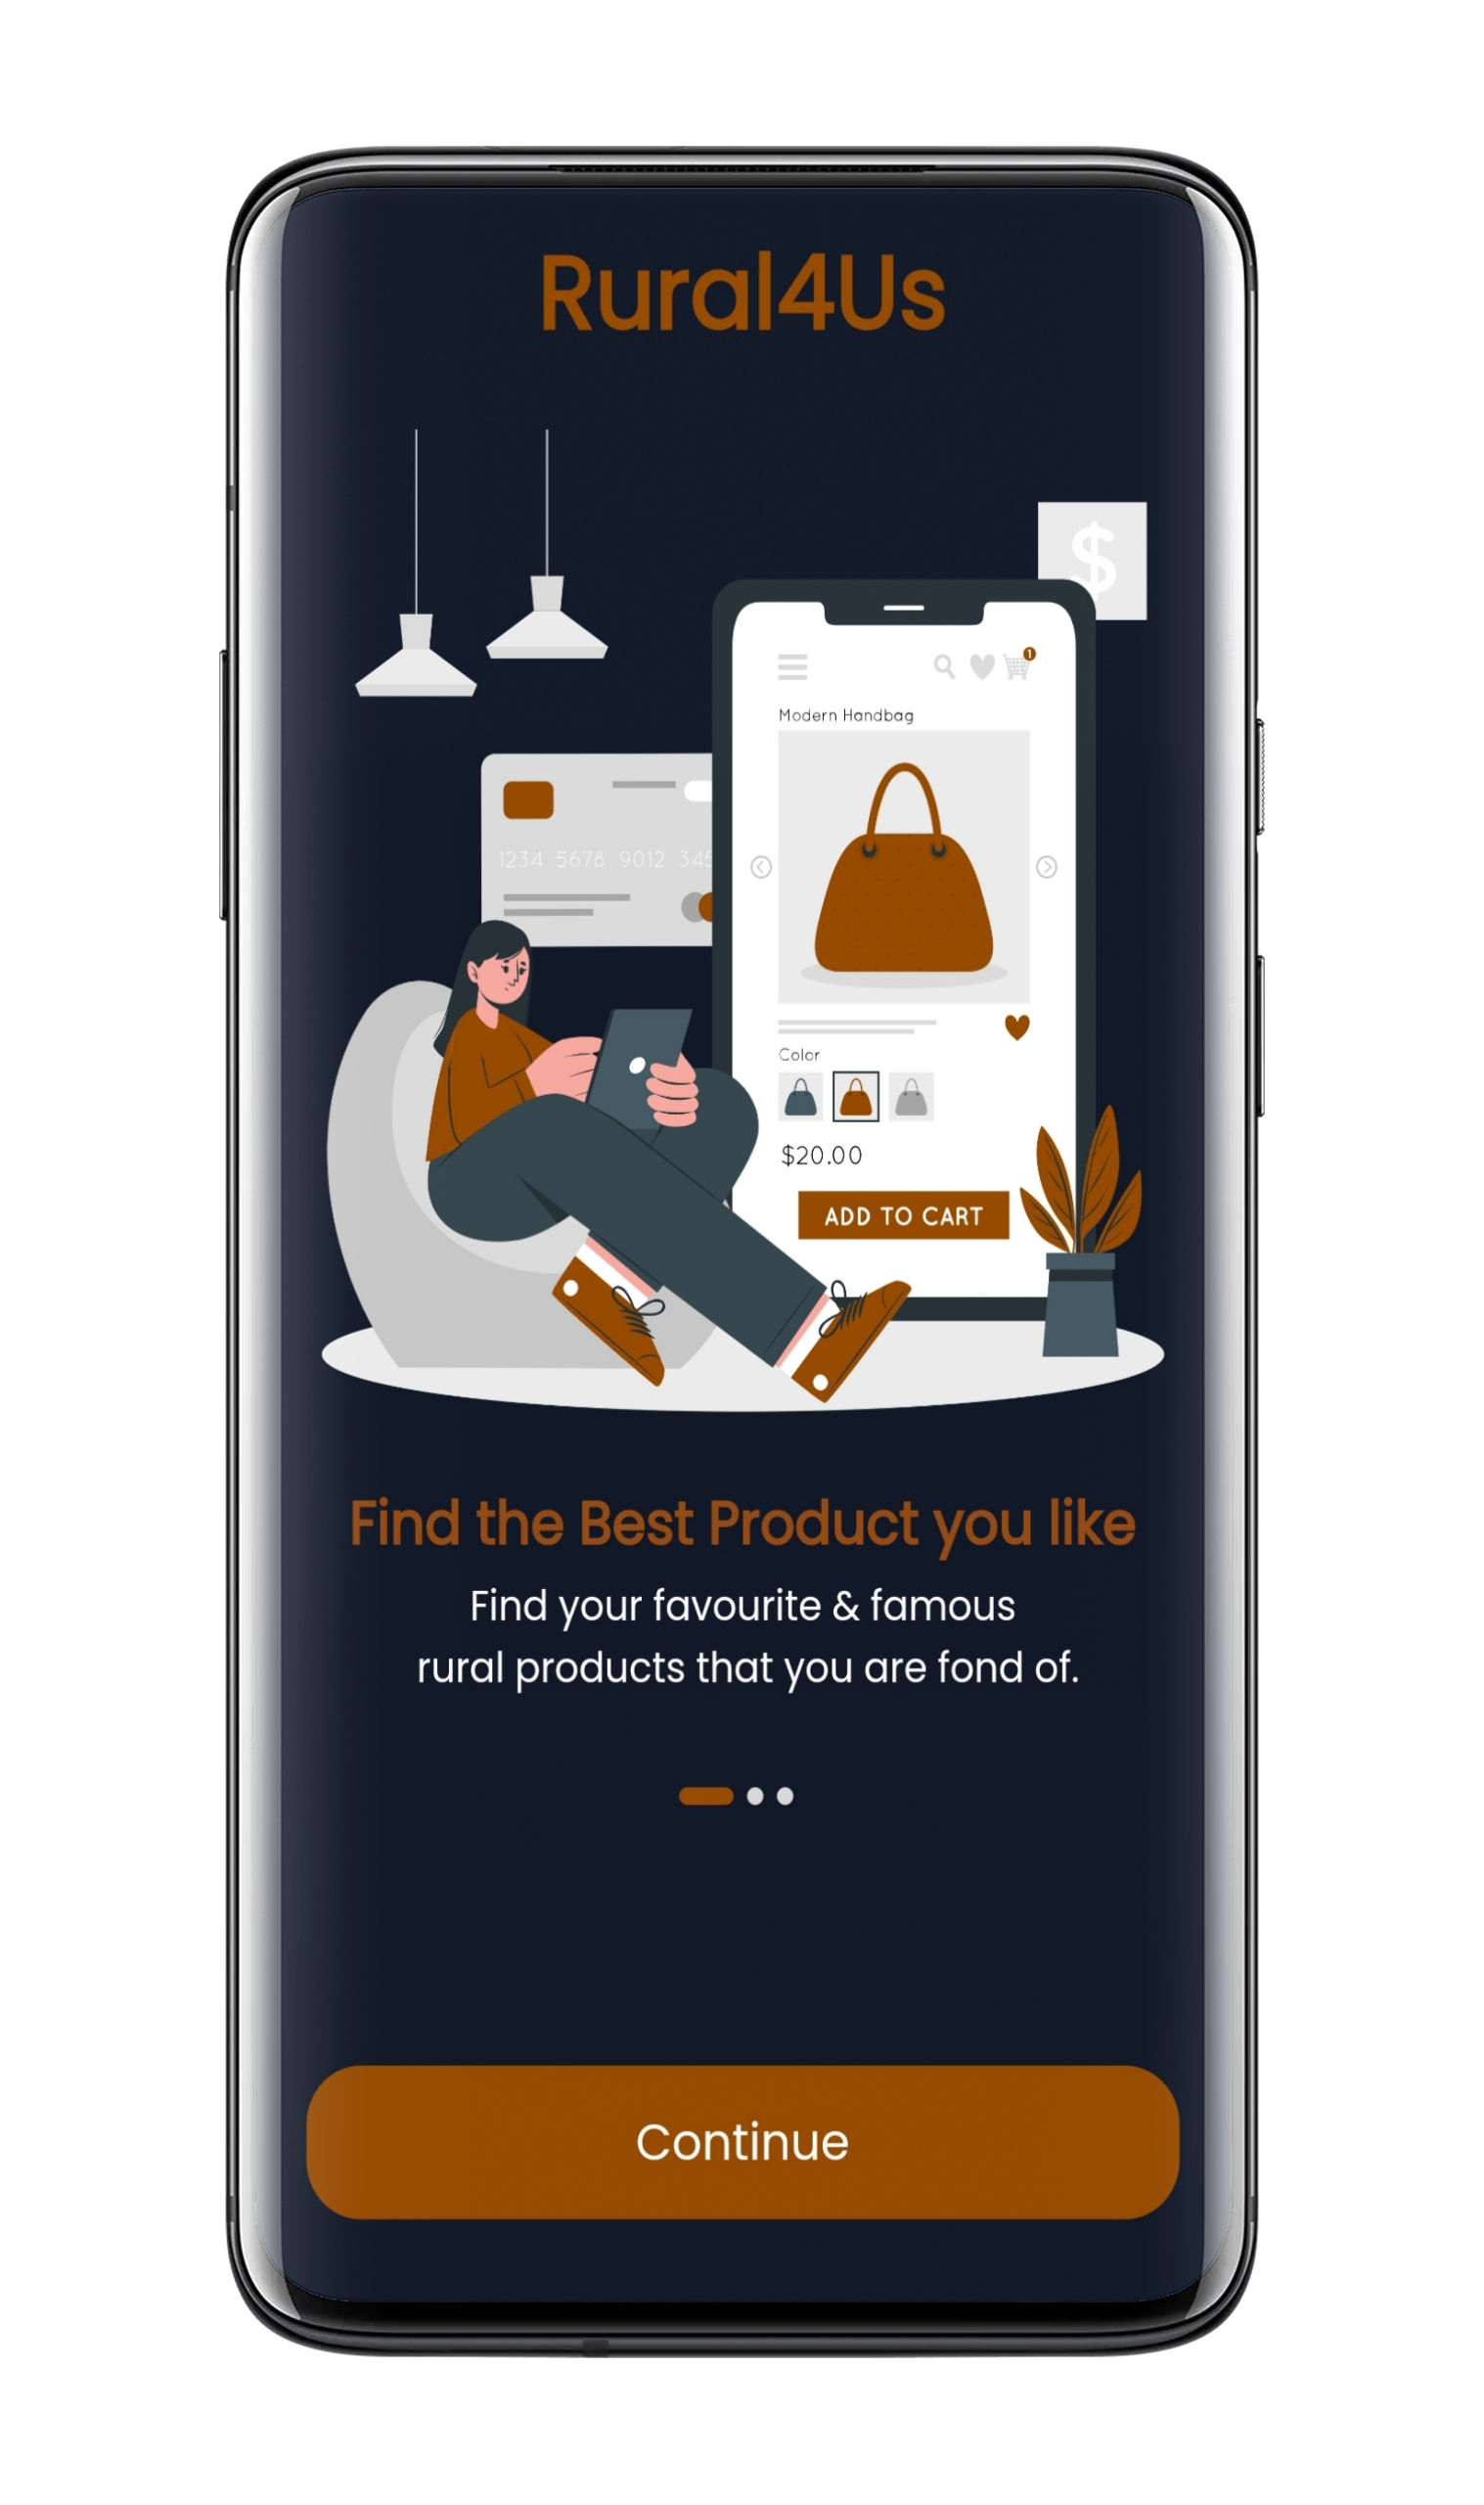 Rural4Us
$
1
Modern Handbag
1234 5678 9012 345
Color
$20.00
ADD TO CART
Find the Best Product you like
Find your favourite & famous
rural products that you are fond of.
Continue